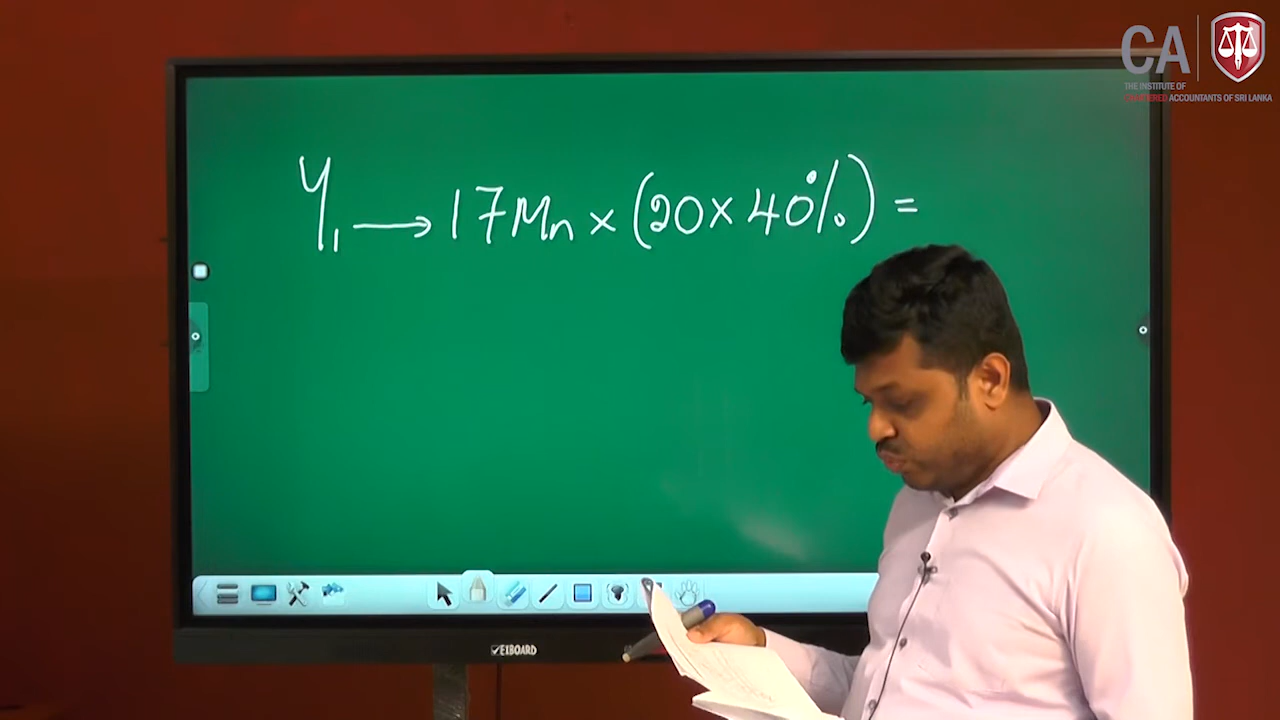 CA
THE INSTITUTE OF
CHARTERED ACCOUNTANTS OF SRI LANKA
Y1 → 17Mn × (20 × 40%) =
EIBOARD